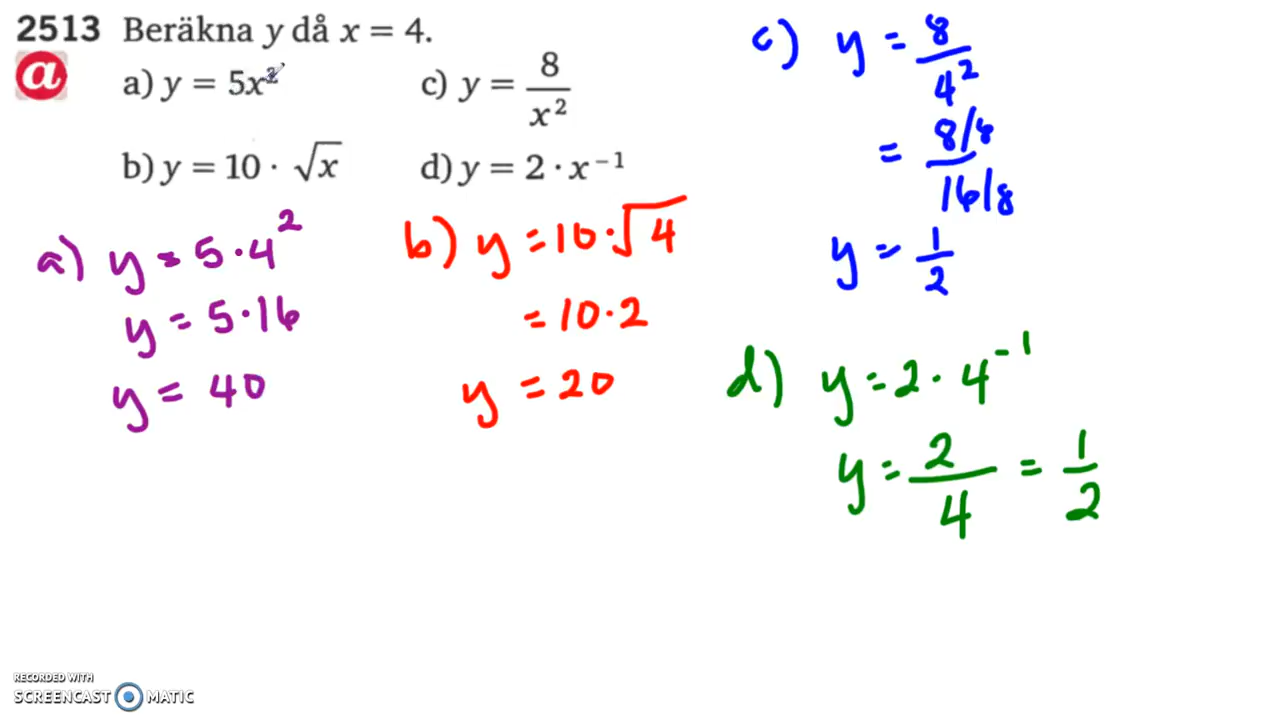 2513 Beräkna y då x = 4.
a
a) y = 5x²
c) y = 8/x²
b) y = 10 · √x
d) y = 2 · x⁻¹
a) y = 5 · 4²
y = 5 · 16
y = 40
b) y = 10 · √4
= 10 · 2
y = 20
c) y = 8/4²
= 8/8 / 16/8
y = 1/2
d) y = 2 · 4⁻¹
y = 2/4 = 1/2
RECORDED WITH
SCREENCAST MATIC